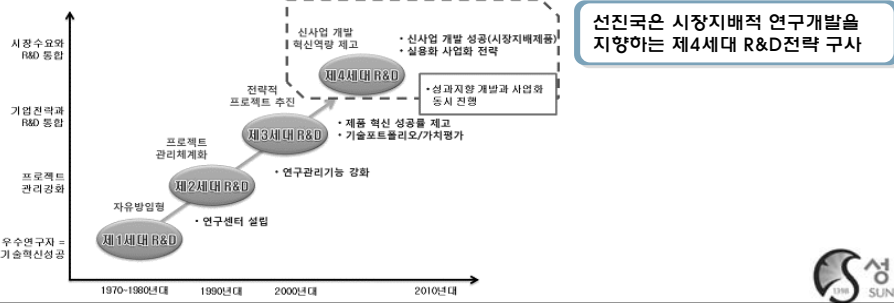 선진국은 시장지배적 연구개발을
지향하는 제4세대 R&D전략 구사
시장수요와
R&D 통합
기업전략과
R&D 통합
프로젝트
관리강화
우수연구자 =
기술혁신성공
신사업 개발
혁신역량 제고
• 신사업 개발 성공(시장지배제품)
• 실용화 사업화 전략
제4세대 R&D
• 성과지향 개발과 사업화
동시 진행
전략적
프로젝트 추진
제3세대 R&D
• 제품 혁신 성공률 제고
• 기술포트폴리오/가치평가
프로젝트
관리체계화
제2세대 R&D
• 연구관리기능 강화
자유방임형
제1세대 R&D
• 연구센터 설립
1970~1980년대
1990년대
2000년대
2010년대
1398
성
SUN